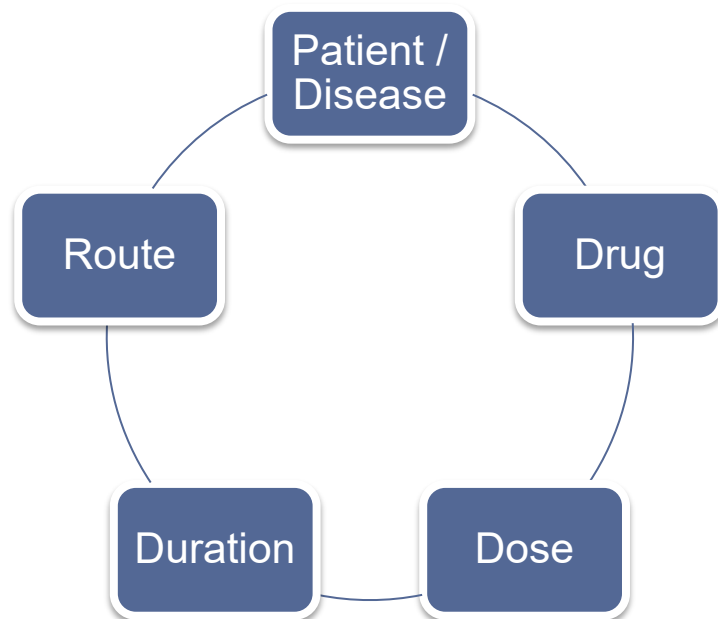 Patient /
Disease
Drug
Dose
Duration
Route